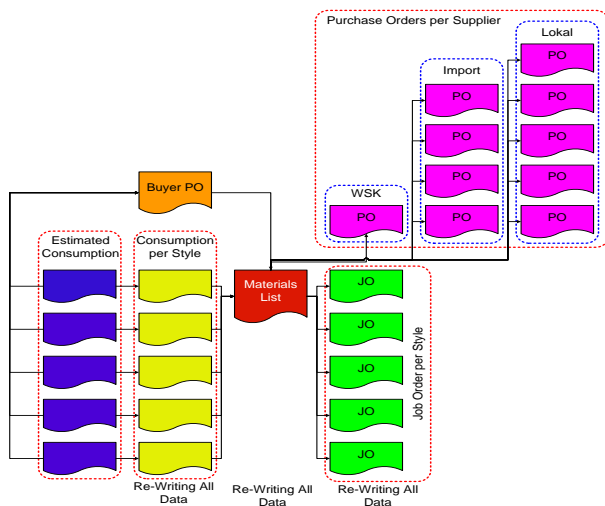 Purchase Orders per Supplier
Lokal
PO
Import
PO
PO
PO
PO
Buyer PO
PO
PO
WSK
PO
PO
PO
Estimated
Consumption
Consumption
per Style
Materials
List
JO
JO
JO
JO
JO
Job Order per Style
Re-Writing All
Data
Re-Writing All
Data
Re-Writing All
Data